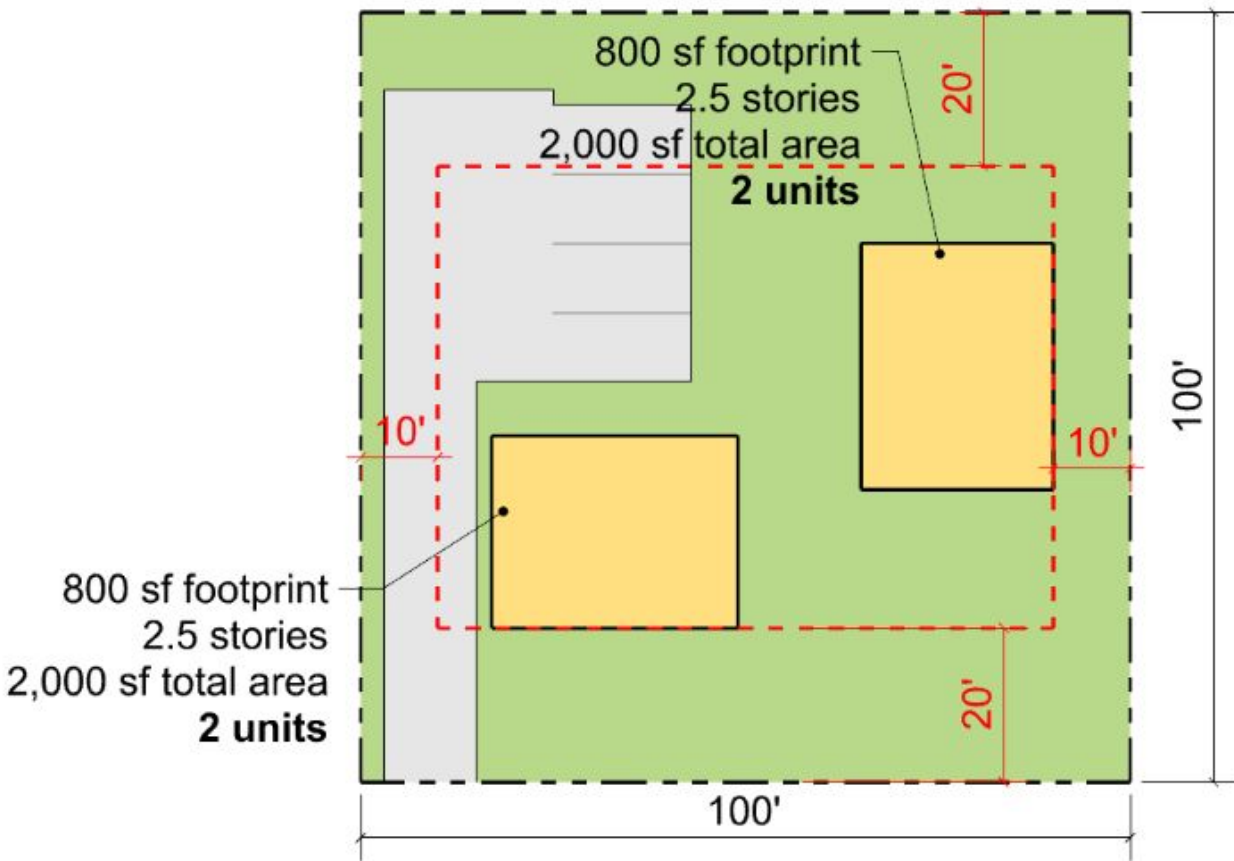 800 sf footprint
2.5 stories
2,000 sf total area
2 units
20'
100'
10'
10'
800 sf footprint
2.5 stories
2,000 sf total area
2 units
20'
100'